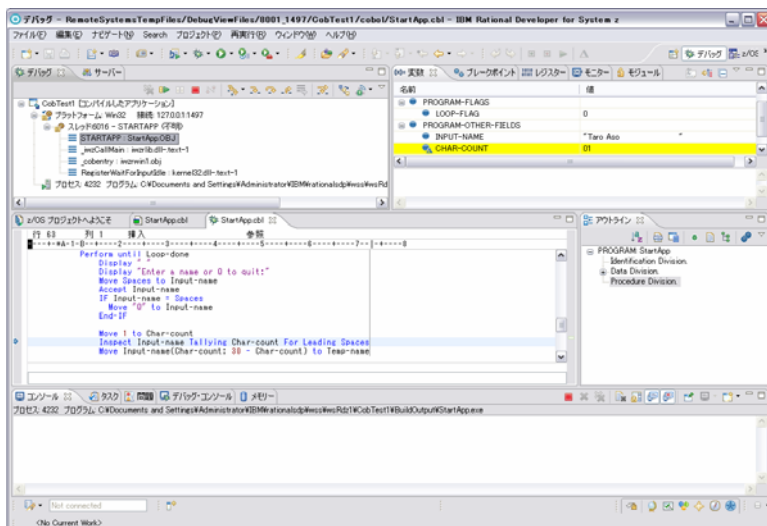 デバッグ - RemoteSystemsTempFiles/DebugViewFiles/8001_1497/CobTest1/cobol/StartApp.cbl - IBM Rational Developer for System z
ファイル(F) 編集(E) ナビゲート(N) Search プロジェクト(P) 再実行(R) ウィンドウ(W) ヘルプ(H)
デバッグ z/OS
デバッグ サーバー
CobTest1 [コンパイルしたアプリケーション]
プラットフォーム: Win32 接続: 127.0.0.1:1497
スレッド:6016 - STARTAPP (不明)
STARTAPP : StartApp.OBJ
_iwzCallMain : iwzrlib.dll-text-1
_cobentry : iwzrwin1.obj
RegisterWaitForInputIdle : kernel32.dll-text-1
プロセス: 4232 プログラム: C:¥Documents and Settings¥Administrator¥IBM¥rationalsdp¥wss¥wsRd
変数 ブレークポイント レジスター モニター モジュール
名前 値
PROGRAM-FLAGS
LOOP-FLAG 0
PROGRAM-OTHER-FIELDS
INPUT-NAME "Taro Aso "
CHAR-COUNT 01
z/OS プロジェクトへようこそ StartApp.cbl StartApp.cbl
行 63 列 1 挿入 参照
----+-*A-1-B--+----2----+----3----+----4----+----5----+----6----+----7--|-+----8
Perform until Loop-done
Display " "
Display "Enter a name or Q to quit:"
Move Spaces to Input-name
Accept Input-name
IF Input-name = Spaces
Move "Q" to Input-name
End-IF
Move 1 to Char-count
Inspect Input-name Tallying Char-count For Leading Spaces
Move Input-name(Char-count: 30 - Char-count) to Temp-name
アウトライン
PROGRAM StartApp
Identification Division.
Data Division.
Procedure Division.
コンソール タスク 問題 デバッグ・コンソール メモリー
プロセス: 4232 プログラム: C:¥Documents and Settings¥Administrator¥IBM¥rationalsdp¥wss¥wsRdz1¥CobTest1¥BuildOutput¥StartApp.exe
Not connected
<No Current Work>